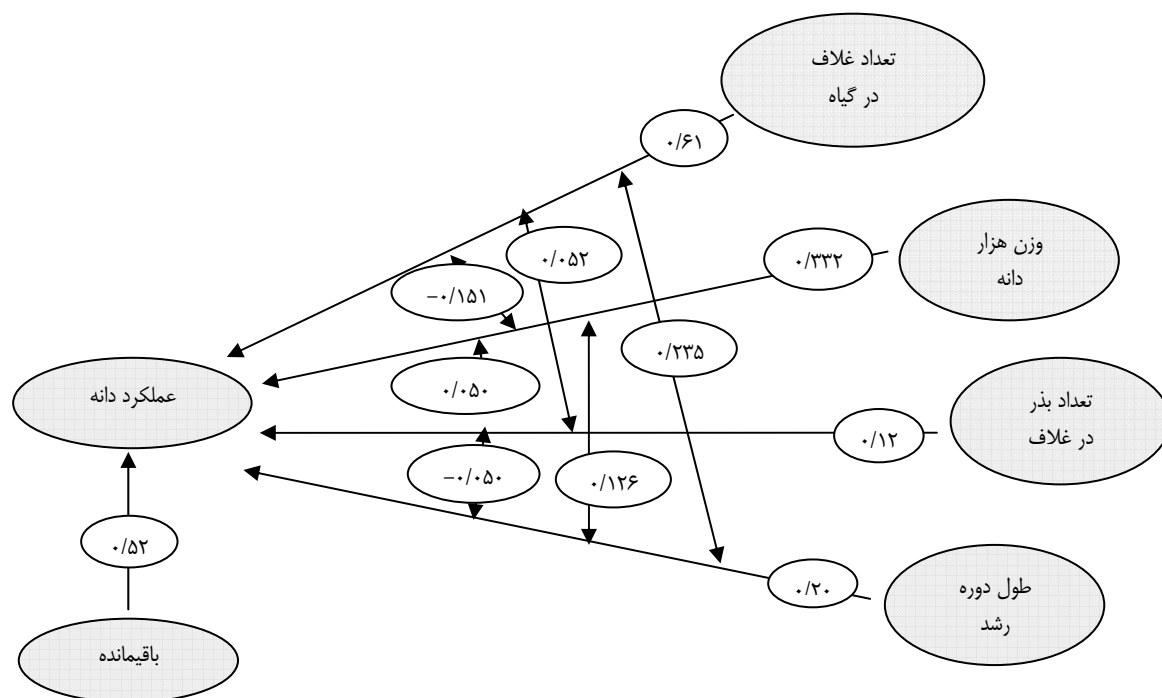 تعداد غلاف
در گیاه
۰/۶۱
وزن هزار
دانه
۰/۳۳۲
۰/۰۵۲
−۰/۱۵۱
۰/۲۳۵
عملکرد دانه
۰/۰۵۰
تعداد بذر
در غلاف
۰/۱۲
−۰/۰۵۰
۰/۱۲۶
۰/۵۲
طول دوره
رشد
۰/۲۰
باقیمانده